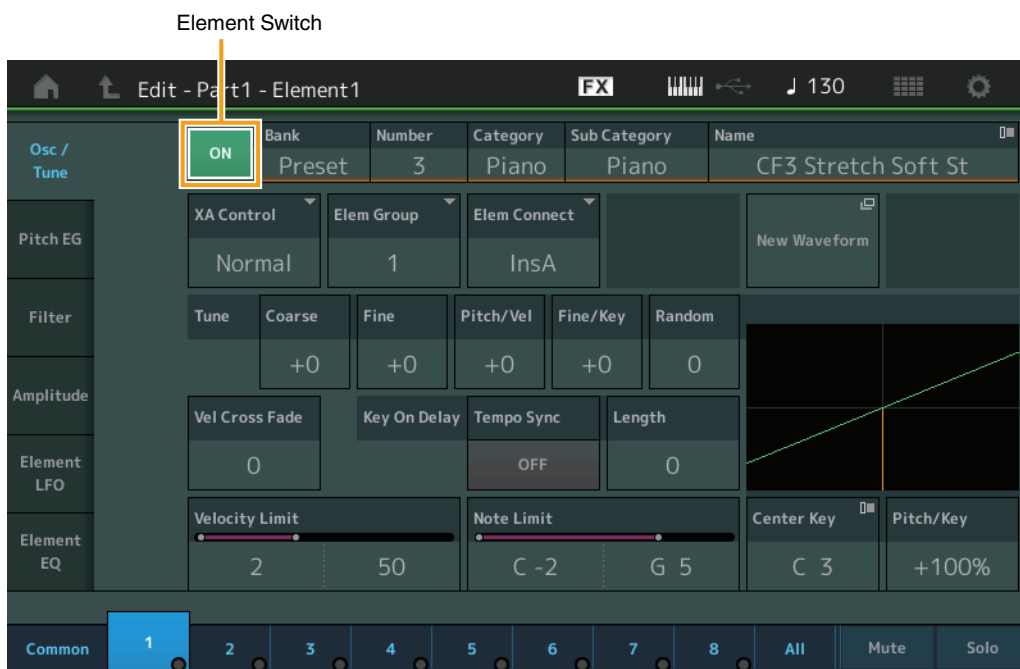 Element Switch
Edit - Part1 - Element1 FX ♩ 130
Osc / Tune
ON
Bank Number Category Sub Category Name
Preset 3 Piano Piano CF3 Stretch Soft St
Pitch EG
XA Control Elem Group Elem Connect New Waveform
Normal 1 InsA
Filter
Tune Coarse Fine Pitch/Vel Fine/Key Random
+0 +0 +0 +0 0
Amplitude
Vel Cross Fade Key On Delay Tempo Sync Length
0 OFF 0
Element LFO
Velocity Limit Note Limit Center Key Pitch/Key
2 50 C -2 G 5 C 3 +100%
Element EQ
Common 1 2 3 4 5 6 7 8 All Mute Solo